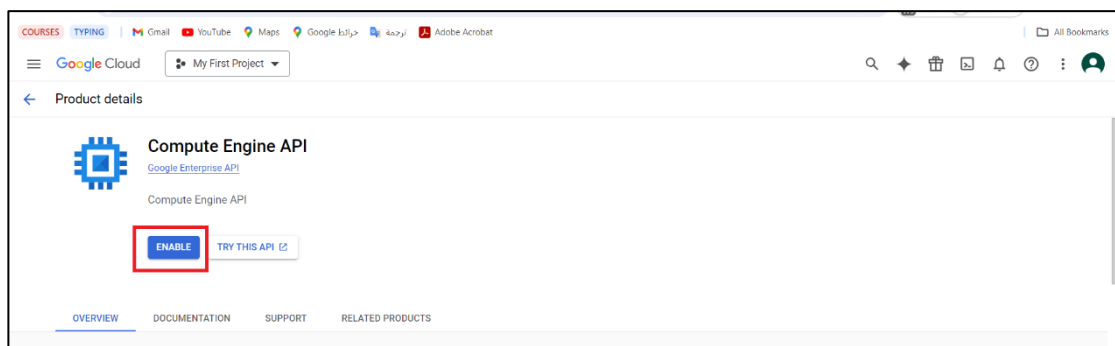 COURSES TYPING Gmail YouTube Maps Google خرائط ترجمة Adobe Acrobat All Bookmarks
Google Cloud My First Project
Product details
Compute Engine API
Google Enterprise API
Compute Engine API
ENABLE TRY THIS API
OVERVIEW DOCUMENTATION SUPPORT RELATED PRODUCTS